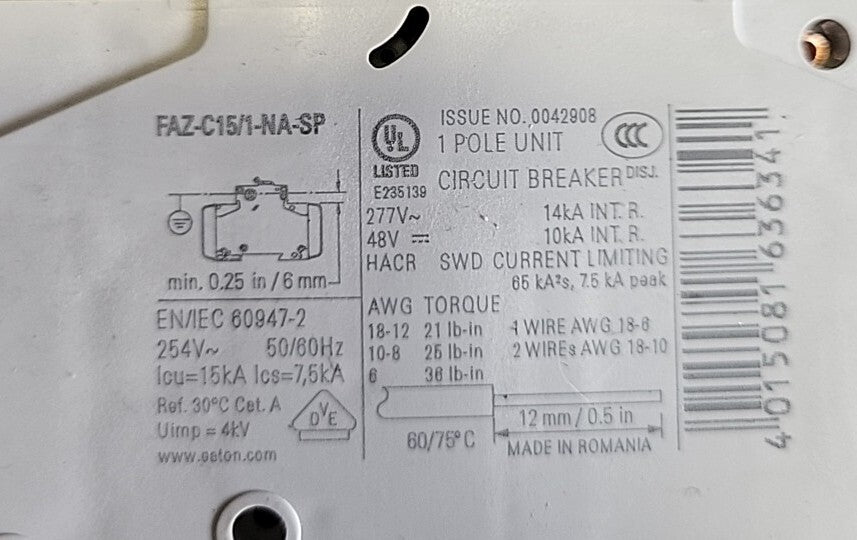 FAZ-C15/1-NA-SP
min. 0.25 in / 6 mm
EN/IEC 60947-2
254V~ 50/60Hz
Icu=15kA Ics=7,5kA
Ref. 30°C Cat. A
Uimp = 4kV
www.eaton.com
DVE
UL
LISTED
E235139
ISSUE NO. 0042908
1 POLE UNIT
CCC
CIRCUIT BREAKER DISJ.
277V~ 14kA INT. R.
48V ⎓ 10kA INT. R.
HACR SWD CURRENT LIMITING
65 kA²s, 7.5 kA peak
AWG TORQUE
18-12 21 lb-in 1 WIRE AWG 18-6
10-8 25 lb-in 2 WIREs AWG 18-10
6 36 lb-in
12 mm / 0.5 in
60/75°C
MADE IN ROMANIA
4015081636341